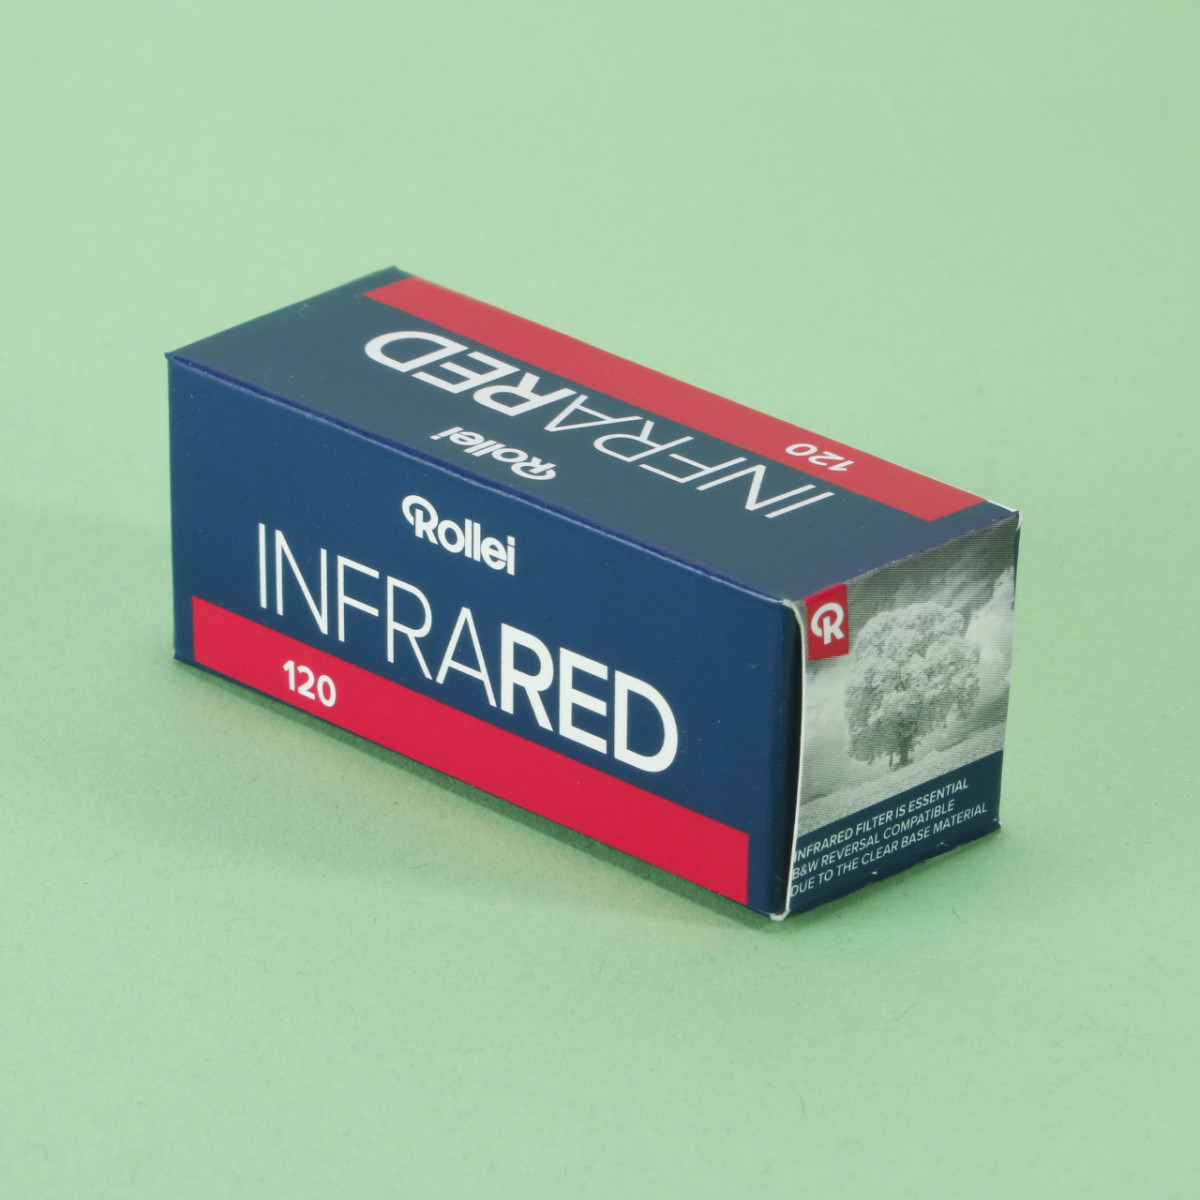 Rollei
INFRARED
120
Rollei
INFRARED
120
R
INFRARED FILTER IS ESSENTIAL
B&W REVERSAL COMPATIBLE
DUE TO THE CLEAR BASE MATERIAL